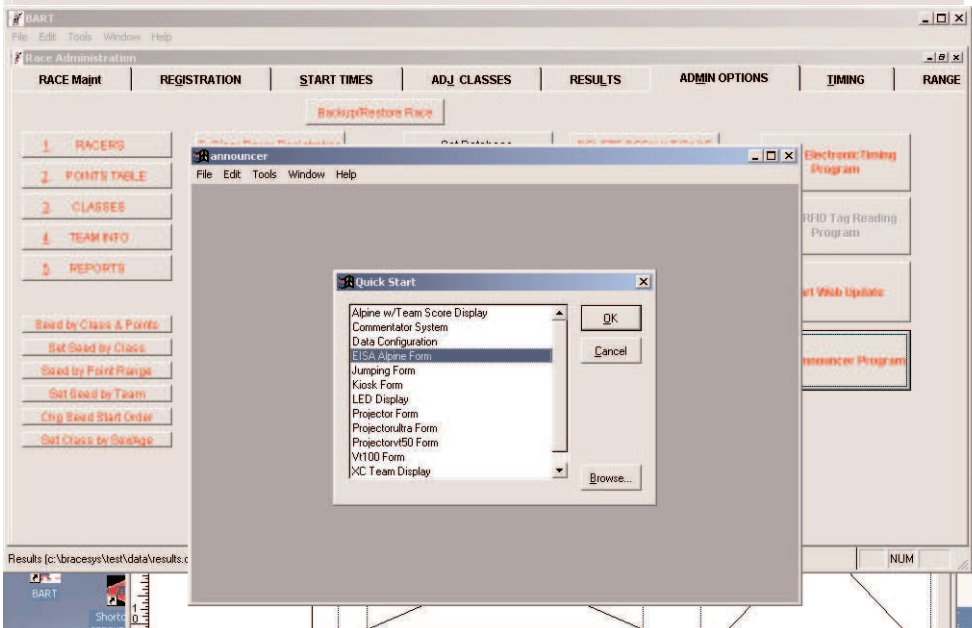 BART
File Edit Tools Window Help
Race Administration
RACE Maint REGISTRATION START TIMES ADJ CLASSES RESULTS ADMIN OPTIONS TIMING RANGE
Backup/Restore Race
1 RACERS
2 POINTS TABLE
3 CLASSES
4 TEAM INFO
5 REPORTS
Seed by Class & Points
Set Seed by Class
Seed by Point Range
Set Seed by Team
Chg Seed Start Order
Set Class by Sex/Age
Electronic Timing
Program
RFID Tag Reading
Program
Web Update
Program
announcer
File Edit Tools Window Help
Quick Start
Alpine w/Team Score Display
Commentator System
Data Configuration
EISA Alpine Form
Jumping Form
Kiosk Form
LED Display
Projector Form
Projectorultra Form
Projectorvt50 Form
Vt100 Form
XC Team Display
OK
Cancel
Browse...
Results (c:\bracesys\test\data\results.
NUM
BART
1
0